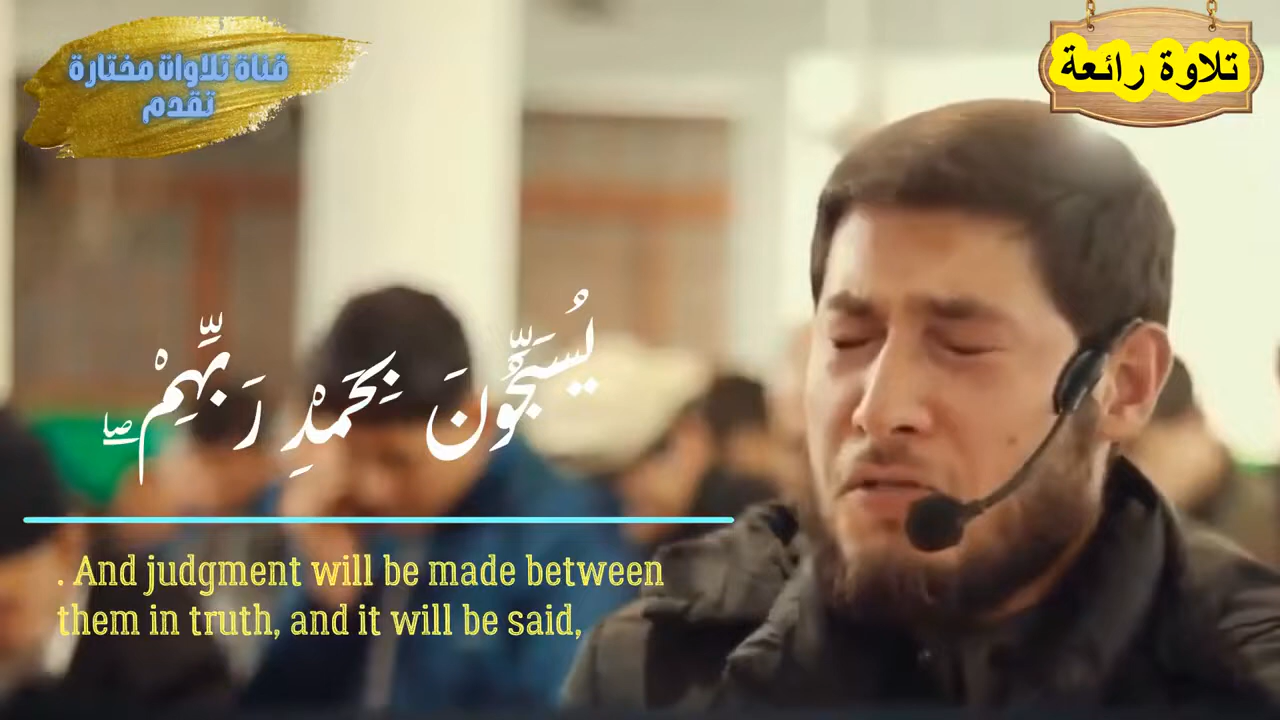 قناة تلاوات مختارة
تقدم
تلاوة رائعة
يُسَبِّحُونَ بِحَمْدِ رَبِّهِمْ ۖ
. And judgment will be made between
them in truth, and it will be said,